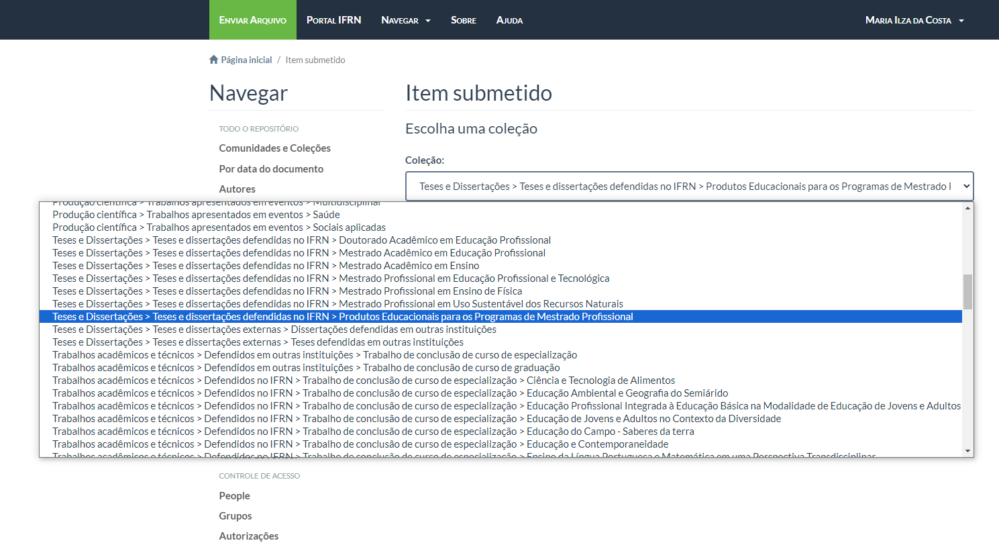 Enviar Arquivo Portal IFRN Navegar Sobre Ajuda Maria Ilza da Costa
Página inicial / Item submetido
Navegar
TODO O REPOSITÓRIO
Comunidades e Coleções
Por data do documento
Autores
Item submetido
Escolha uma coleção
Coleção:
Teses e Dissertações > Teses e dissertações defendidas no IFRN > Produtos Educacionais para os Programas de Mestrado
Produção científica > Trabalhos apresentados em eventos > Multidisciplinar
Produção científica > Trabalhos apresentados em eventos > Saúde
Produção científica > Trabalhos apresentados em eventos > Sociais aplicadas
Teses e Dissertações > Teses e dissertações defendidas no IFRN > Doutorado Acadêmico em Educação Profissional
Teses e Dissertações > Teses e dissertações defendidas no IFRN > Mestrado Acadêmico em Educação Profissional
Teses e Dissertações > Teses e dissertações defendidas no IFRN > Mestrado Acadêmico em Ensino
Teses e Dissertações > Teses e dissertações defendidas no IFRN > Mestrado Profissional em Educação Profissional e Tecnológica
Teses e Dissertações > Teses e dissertações defendidas no IFRN > Mestrado Profissional em Ensino de Física
Teses e Dissertações > Teses e dissertações defendidas no IFRN > Mestrado Profissional em Uso Sustentável dos Recursos Naturais
Teses e Dissertações > Teses e dissertações defendidas no IFRN > Produtos Educacionais para os Programas de Mestrado Profissional
Teses e Dissertações > Teses e dissertações externas > Dissertações defendidas em outras instituições
Teses e Dissertações > Teses e dissertações externas > Teses defendidas em outras instituições
Trabalhos acadêmicos e técnicos > Defendidos em outras instituições > Trabalho de conclusão de curso de especialização
Trabalhos acadêmicos e técnicos > Defendidos em outras instituições > Trabalho de conclusão de curso de graduação
Trabalhos acadêmicos e técnicos > Defendidos no IFRN > Trabalho de conclusão de curso de especialização > Ciência e Tecnologia de Alimentos
Trabalhos acadêmicos e técnicos > Defendidos no IFRN > Trabalho de conclusão de curso de especialização > Educação Ambiental e Geografia do Semiárido
Trabalhos acadêmicos e técnicos > Defendidos no IFRN > Trabalho de conclusão de curso de especialização > Educação Profissional Integrada à Educação Básica na Modalidade de Educação de Jovens e Adultos
Trabalhos acadêmicos e técnicos > Defendidos no IFRN > Trabalho de conclusão de curso de especialização > Educação de Jovens e Adultos no Contexto da Diversidade
Trabalhos acadêmicos e técnicos > Defendidos no IFRN > Trabalho de conclusão de curso de especialização > Educação do Campo - Saberes da terra
Trabalhos acadêmicos e técnicos > Defendidos no IFRN > Trabalho de conclusão de curso de especialização > Educação e Contemporaneidade
Trabalhos acadêmicos e técnicos > Defendidos no IFRN > Trabalho de conclusão de curso de especialização > Ensino da Língua Portuguesa e Matemática em uma Perspectiva Transdisciplinar
CONTROLE DE ACESSO
People
Grupos
Autorizações